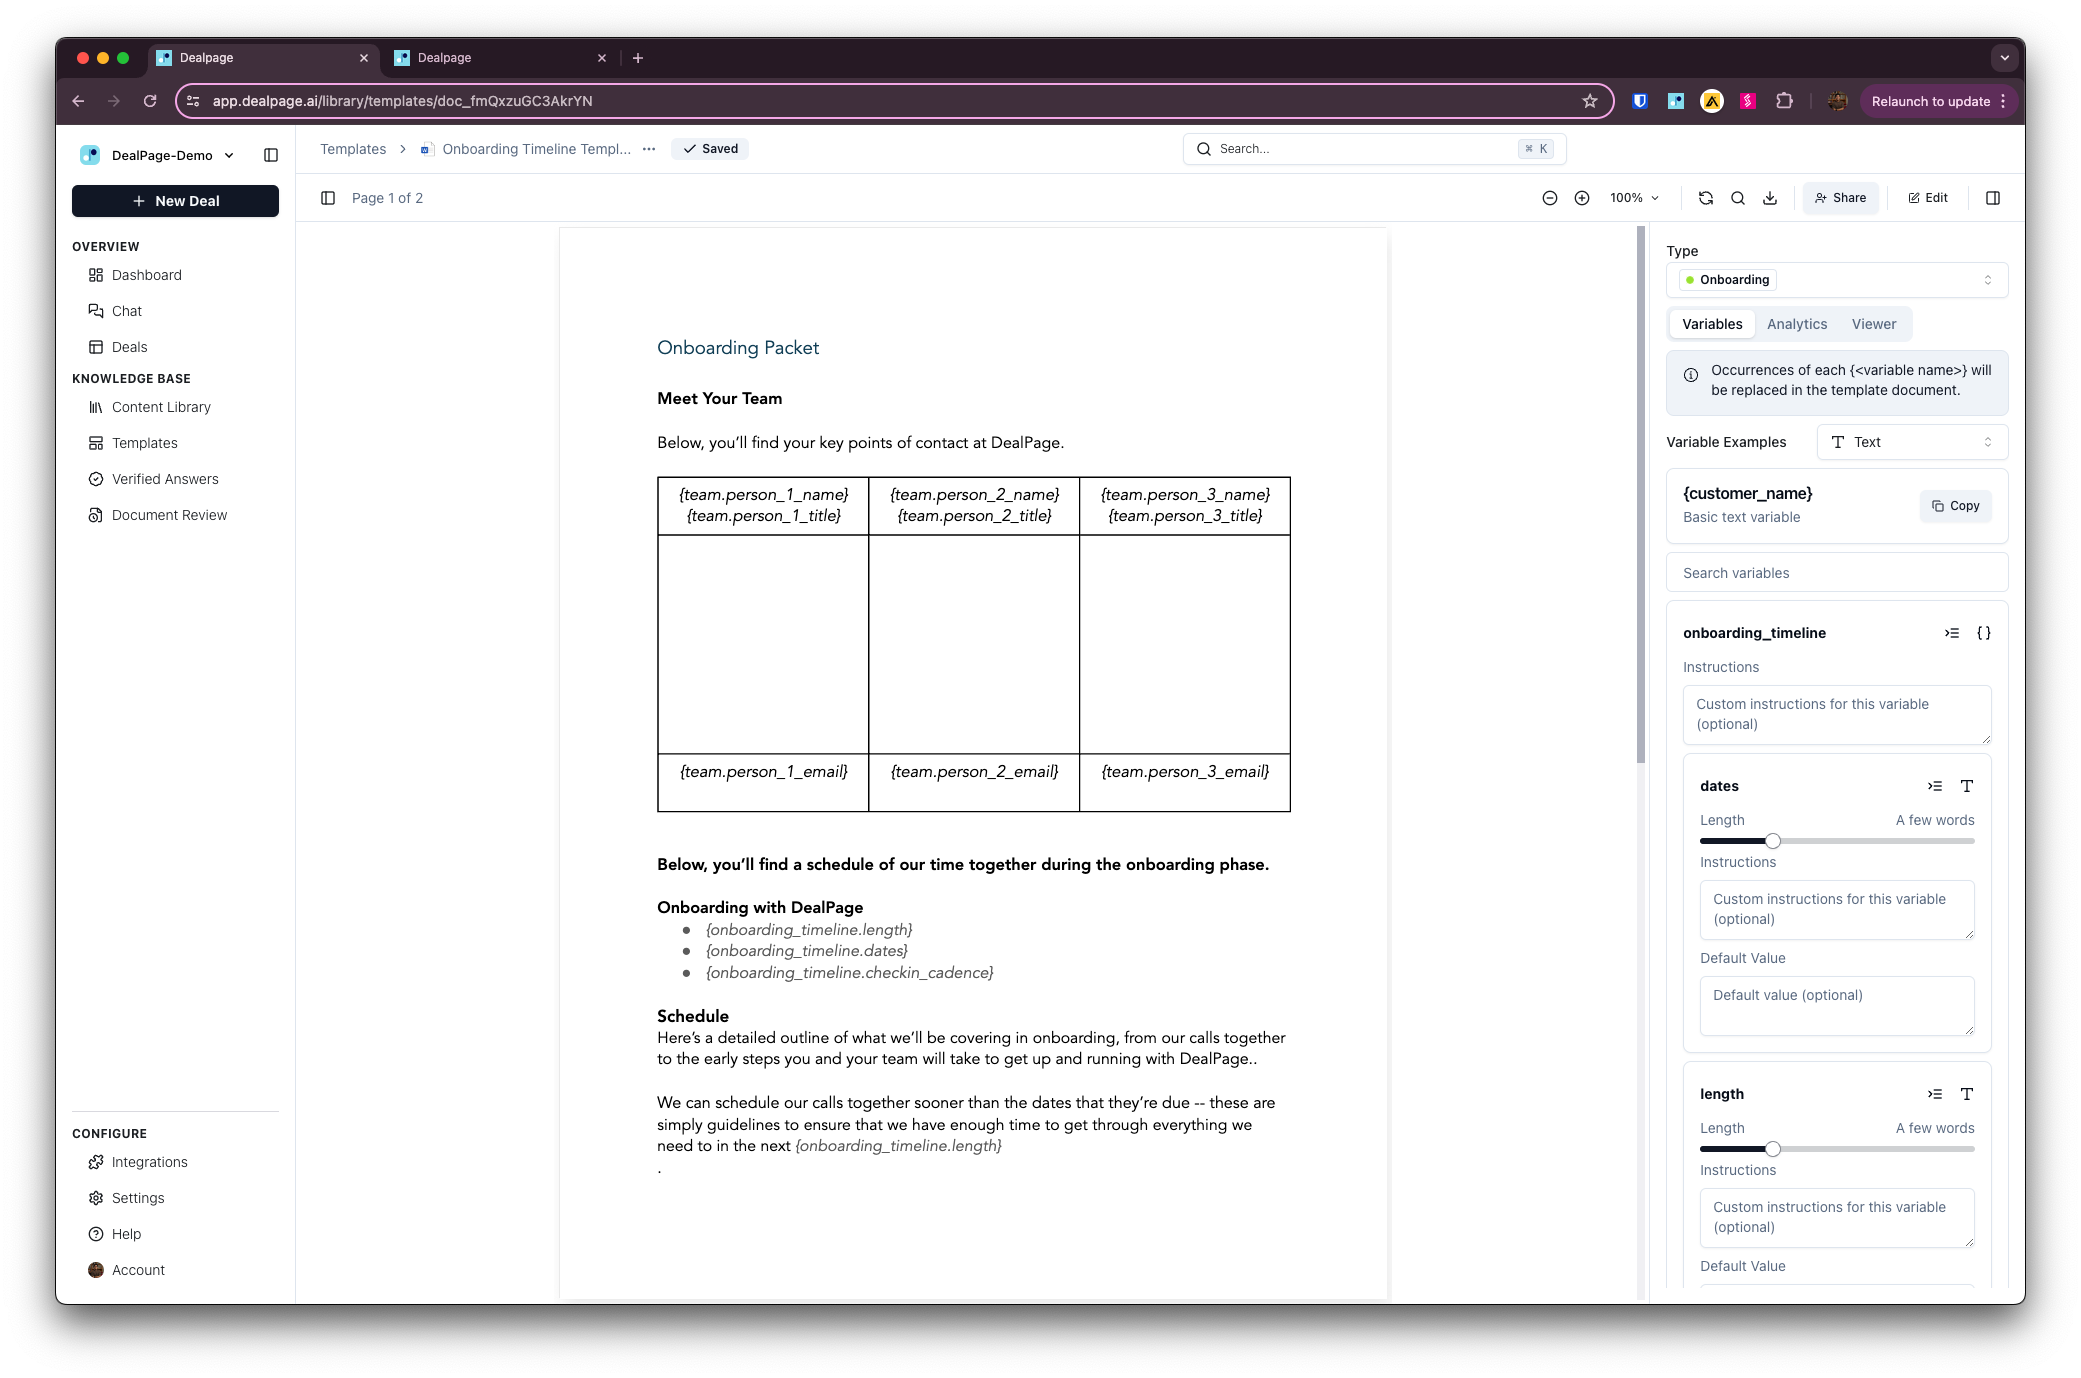 Dealpage
Dealpage
app.dealpage.ai/library/templates/doc_fmQxzuGC3AkrYN
Relaunch to update
DealPage-Demo
New Deal
OVERVIEW
Dashboard
Chat
Deals
KNOWLEDGE BASE
Content Library
Templates
Verified Answers
Document Review
CONFIGURE
Integrations
Settings
Help
Account
Templates
Onboarding Timeline Templ...
Saved
Search...
⌘ K
Page 1 of 2
100%
Share
Edit
Onboarding Packet
Meet Your Team
Below, you’ll find your key points of contact at DealPage.
{team.person_1_name} {team.person_2_name} {team.person_3_name}
{team.person_1_title} {team.person_2_title} {team.person_3_title}
{team.person_1_email} {team.person_2_email} {team.person_3_email}
Below, you’ll find a schedule of our time together during the onboarding phase.
Onboarding with DealPage
● {onboarding_timeline.length}
● {onboarding_timeline.dates}
● {onboarding_timeline.checkin_cadence}
Schedule
Here’s a detailed outline of what we’ll be covering in onboarding, from our calls together
to the early steps you and your team will take to get up and running with DealPage..
We can schedule our calls together sooner than the dates that they’re due -- these are
simply guidelines to ensure that we have enough time to get through everything we
need to in the next {onboarding_timeline.length}
.
Type
Onboarding
Variables Analytics Viewer
Occurrences of each {<variable name>} will
be replaced in the template document.
Variable Examples
Text
{customer_name}
Basic text variable
Copy
Search variables
onboarding_timeline
Instructions
Custom instructions for this variable
(optional)
dates
Length A few words
Instructions
Custom instructions for this variable
(optional)
Default Value
Default value (optional)
length
Length A few words
Instructions
Custom instructions for this variable
(optional)
Default Value